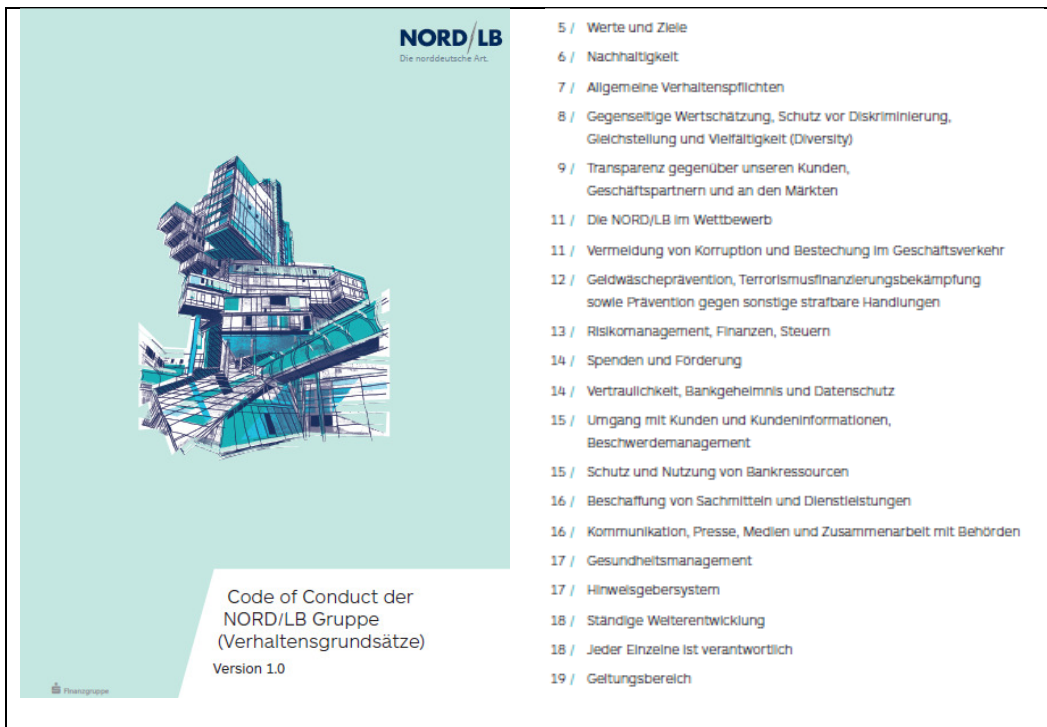 NORD/LB
Die norddeutsche Art.
Code of Conduct der
NORD/LB Gruppe
(Verhaltensgrundsätze)
Version 1.0
Finanzgruppe
5 / Werte und Ziele
6 / Nachhaltigkeit
7 / Allgemeine Verhaltenspflichten
8 / Gegenseitige Wertschätzung, Schutz vor Diskriminierung,
Gleichstellung und Vielfältigkeit (Diversity)
9 / Transparenz gegenüber unseren Kunden,
Geschäftspartnern und an den Märkten
11 / Die NORD/LB im Wettbewerb
11 / Vermeidung von Korruption und Bestechung im Geschäftsverkehr
12 / Geldwäscheprävention, Terrorismusfinanzierungsbekämpfung
sowie Prävention gegen sonstige strafbare Handlungen
13 / Risikomanagement, Finanzen, Steuern
14 / Spenden und Förderung
14 / Vertraulichkeit, Bankgeheimnis und Datenschutz
15 / Umgang mit Kunden und Kundeninformationen,
Beschwerdemanagement
15 / Schutz und Nutzung von Bankressourcen
16 / Beschaffung von Sachmitteln und Dienstleistungen
16 / Kommunikation, Presse, Medien und Zusammenarbeit mit Behörden
17 / Gesundheitsmanagement
17 / Hinweisgebersystem
18 / Ständige Weiterentwicklung
18 / Jeder Einzelne ist verantwortlich
19 / Geltungsbereich